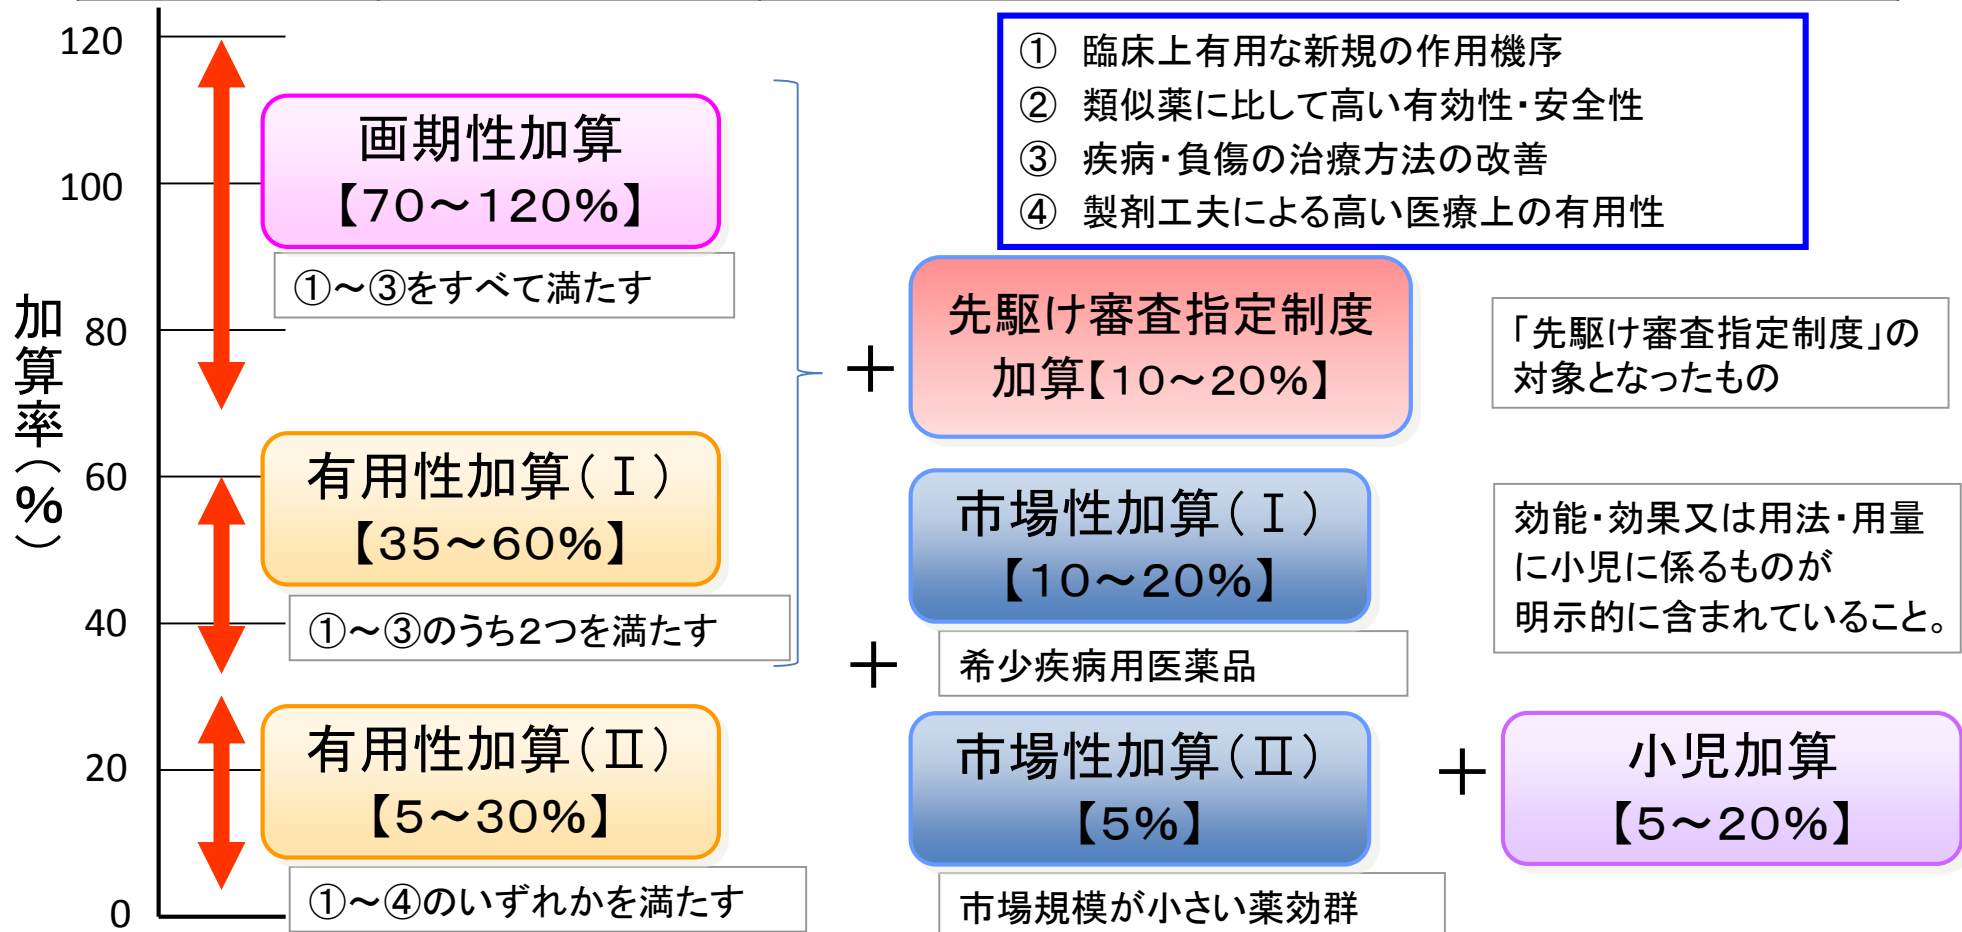 120
100
80
60
40
20
0
加算率(%)
画期性加算
【70～120%】
①～③をすべて満たす
有用性加算(Ⅰ)
【35～60%】
①～③のうち２つを満たす
有用性加算(Ⅱ)
【5～30%】
①～④のいずれかを満たす
① 臨床上有用な新規の作用機序
② 類似薬に比して高い有効性・安全性
③ 疾病・負傷の治療方法の改善
④ 製剤工夫による高い医療上の有用性
＋
先駆け審査指定制度
加算【10～20%】
「先駆け審査指定制度」の
対象となったもの
＋
市場性加算(Ⅰ)
【10～20%】
希少疾病用医薬品
市場性加算(Ⅱ)
【5%】
市場規模が小さい薬効群
効能・効果又は用法・用量
に小児に係るものが
明示的に含まれていること。
＋
小児加算
【5～20%】